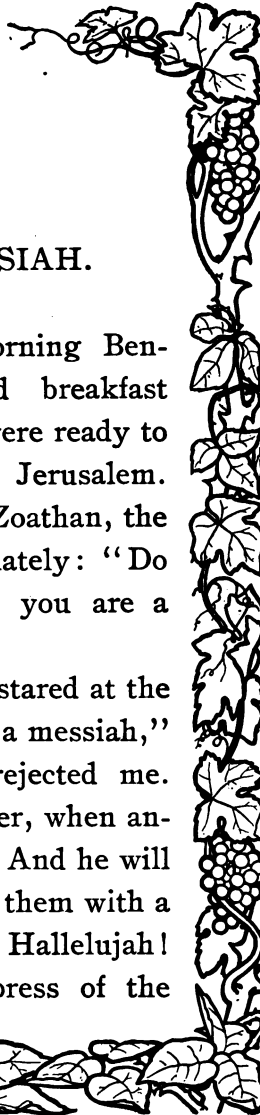 SIAH.
orning Ben-
d breakfast
vere ready to
Jerusalem.
Zoathan, the
ately: “Do
you are a
stared at the
a messiah,”
rejected me.
er, when an-
And he will
them with a
Hallelujah!
press of the